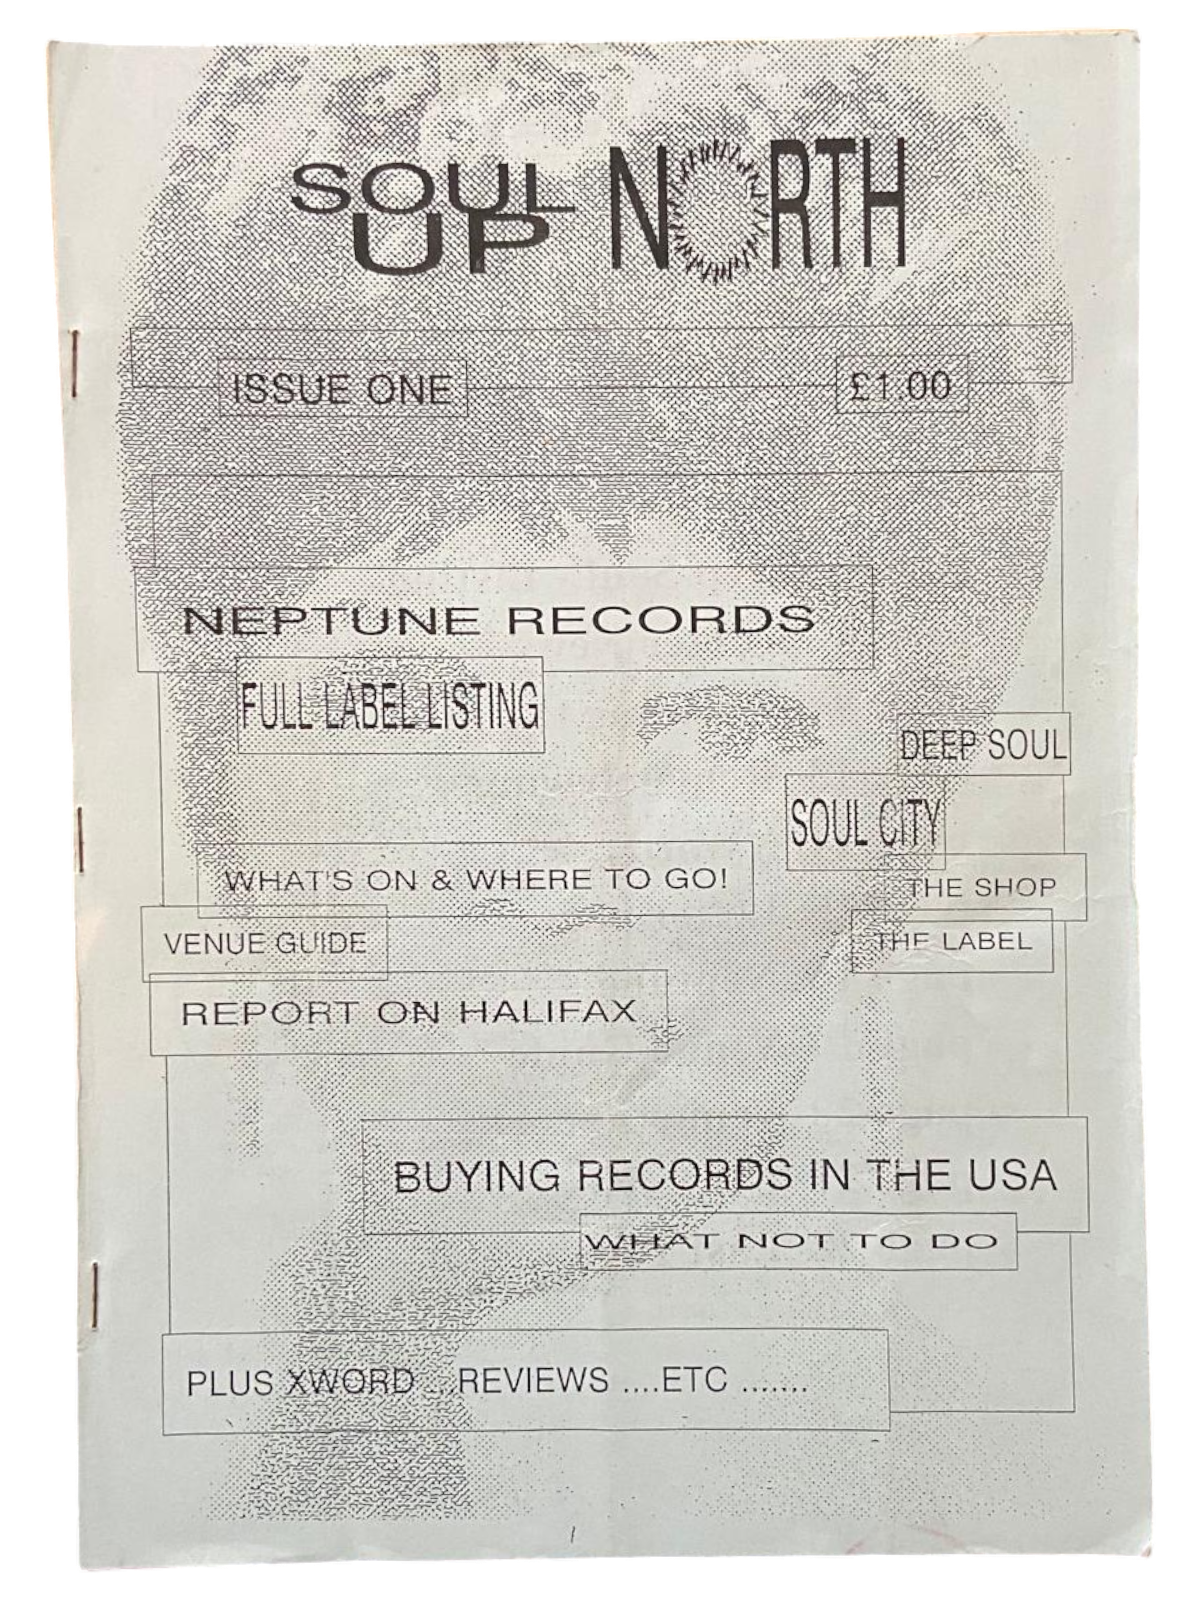 SOUL UP NORTH
ISSUE ONE
£1.00
NEPTUNE RECORDS
FULL LABEL LISTING
DEEP SOUL
SOUL CITY
THE SHOP
THE LABEL
WHAT'S ON & WHERE TO GO!
VENUE GUIDE
REPORT ON HALIFAX
BUYING RECORDS IN THE USA
WHAT NOT TO DO
PLUS XWORD ...REVIEWS ....ETC .......
1